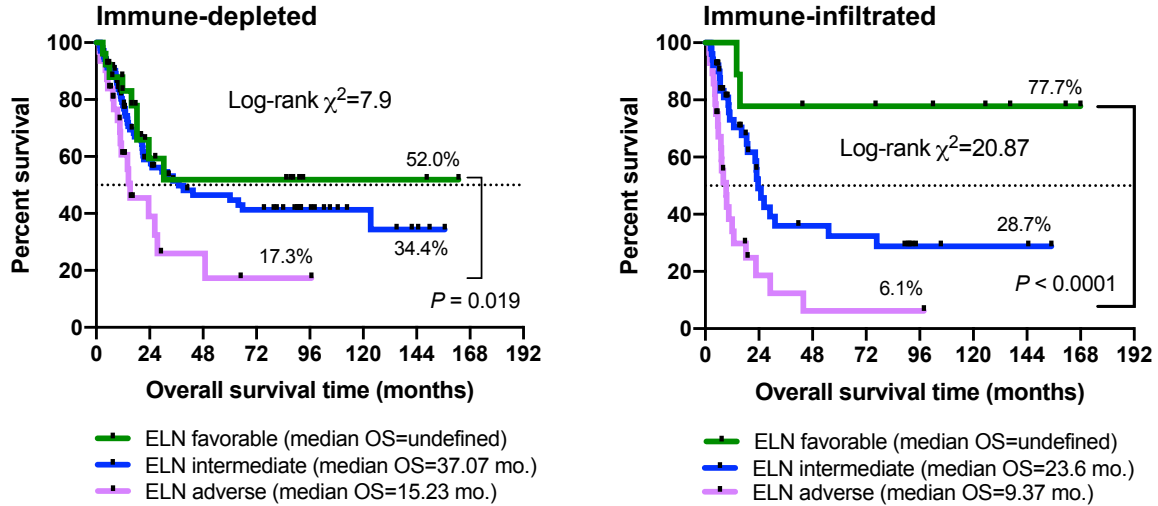 Immune-depleted
Percent survival
100
80
60
40
20
0
Log-rank χ²=7.9
52.0%
34.4%
17.3%
P = 0.019
0 24 48 72 96 120 144 168 192
Overall survival time (months)
ELN favorable (median OS=undefined)
ELN intermediate (median OS=37.07 mo.)
ELN adverse (median OS=15.23 mo.)
Immune-infiltrated
Percent survival
100
80
60
40
20
0
77.7%
Log-rank χ²=20.87
28.7%
P < 0.0001
6.1%
0 24 48 72 96 120 144 168 192
Overall survival time (months)
ELN favorable (median OS=undefined)
ELN intermediate (median OS=23.6 mo.)
ELN adverse (median OS=9.37 mo.)